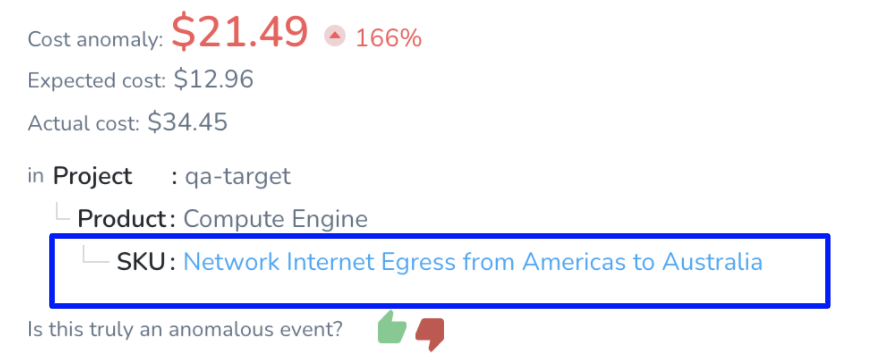 Cost anomaly: $21.49 166%
Expected cost: $12.96
Actual cost: $34.45
in Project : qa-target
Product : Compute Engine
SKU : Network Internet Egress from Americas to Australia
Is this truly an anomalous event?